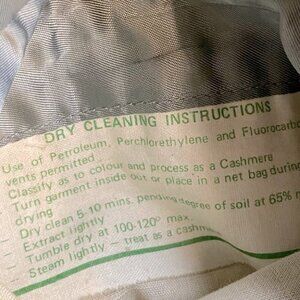 DRY CLEANING INSTRUCTIONS
Use of Petroleum, Perchlorethylene and Fluorocarbo
vents permitted
Classify as to colour and process as a Cashmere
Turn garment inside out or place in a net bag during
drying
- Dry clean 5-10 mins. pending degree of soil at 65%
- Extract lightly
- Tumble dry at 100-120° max.
Steam lightly — treat as a cashm